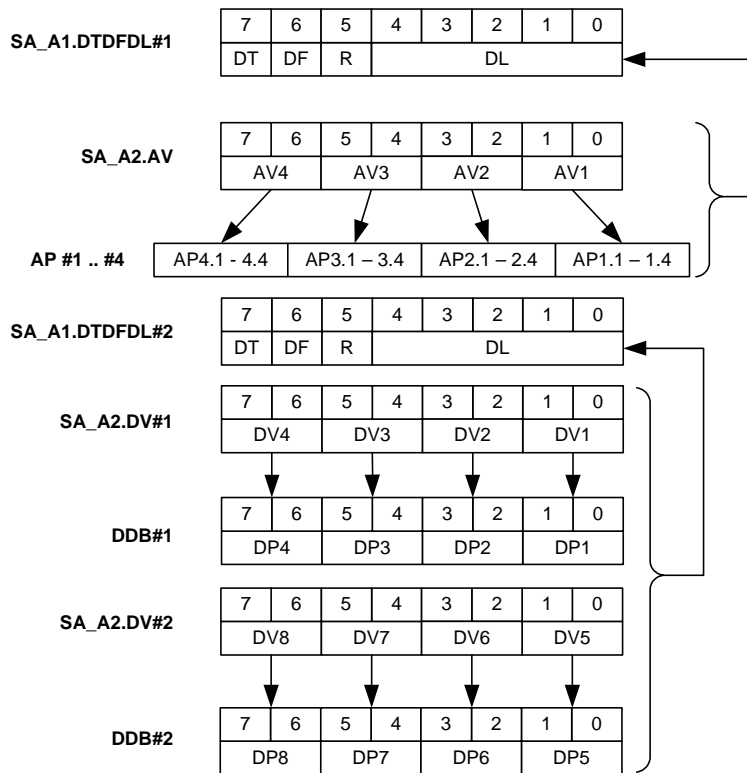 7 6 5 4 3 2 1 0
SA_A1.DTDFDL#1
DT DF R DL
7 6 5 4 3 2 1 0
SA_A2.AV
AV4 AV3 AV2 AV1
AP #1 .. #4 AP4.1 - 4.4 AP3.1 – 3.4 AP2.1 – 2.4 AP1.1 – 1.4
7 6 5 4 3 2 1 0
SA_A1.DTDFDL#2
DT DF R DL
7 6 5 4 3 2 1 0
SA_A2.DV#1
DV4 DV3 DV2 DV1
7 6 5 4 3 2 1 0
DDB#1
DP4 DP3 DP2 DP1
7 6 5 4 3 2 1 0
SA_A2.DV#2
DV8 DV7 DV6 DV5
7 6 5 4 3 2 1 0
DDB#2
DP8 DP7 DP6 DP5